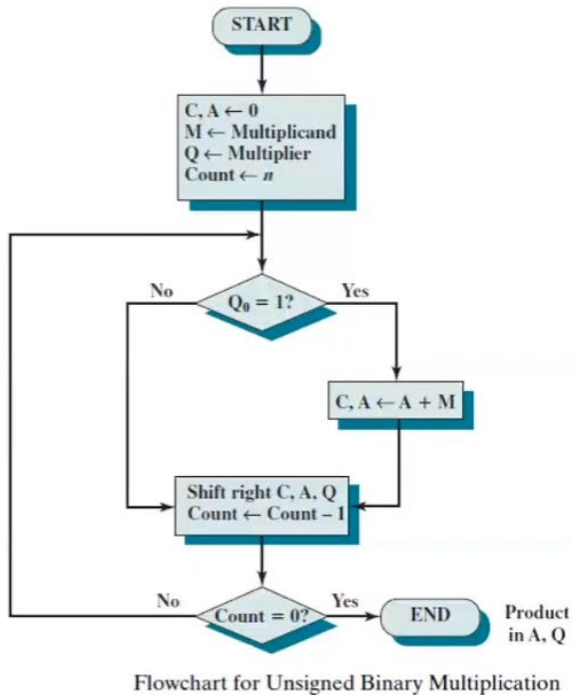 START
C, A ← 0
M ← Multiplicand
Q ← Multiplier
Count ← n
No
Q₀ = 1?
Yes
C, A ← A + M
Shift right C, A, Q
Count ← Count – 1
No
Count = 0?
Yes
END
Product
in A, Q
Flowchart for Unsigned Binary Multiplication